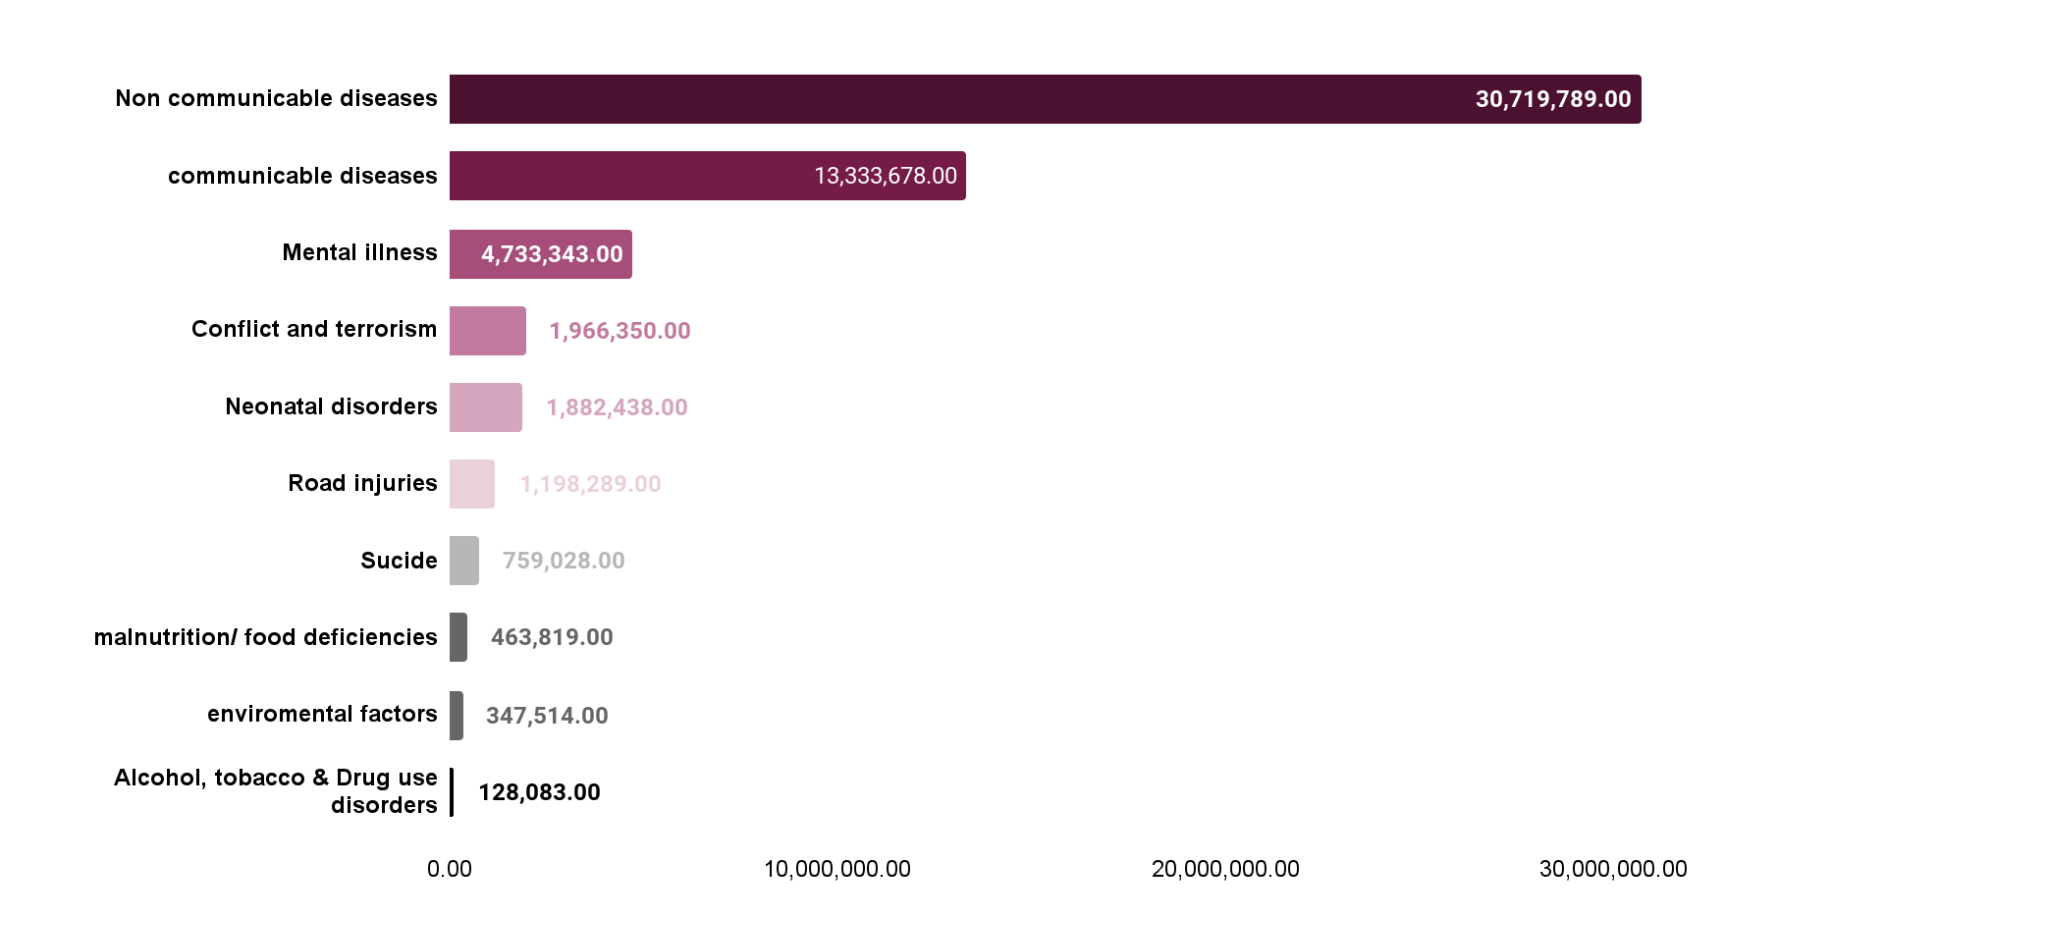 Non communicable diseases
30,719,789.00
communicable diseases
13,333,678.00
Mental illness
4,733,343.00
Conflict and terrorism
1,966,350.00
Neonatal disorders
1,882,438.00
Road injuries
1,198,289.00
Sucide
759,028.00
malnutrition/ food deficiencies
463,819.00
enviromental factors
347,514.00
Alcohol, tobacco & Drug use
disorders
128,083.00
0.00
10,000,000.00
20,000,000.00
30,000,000.00